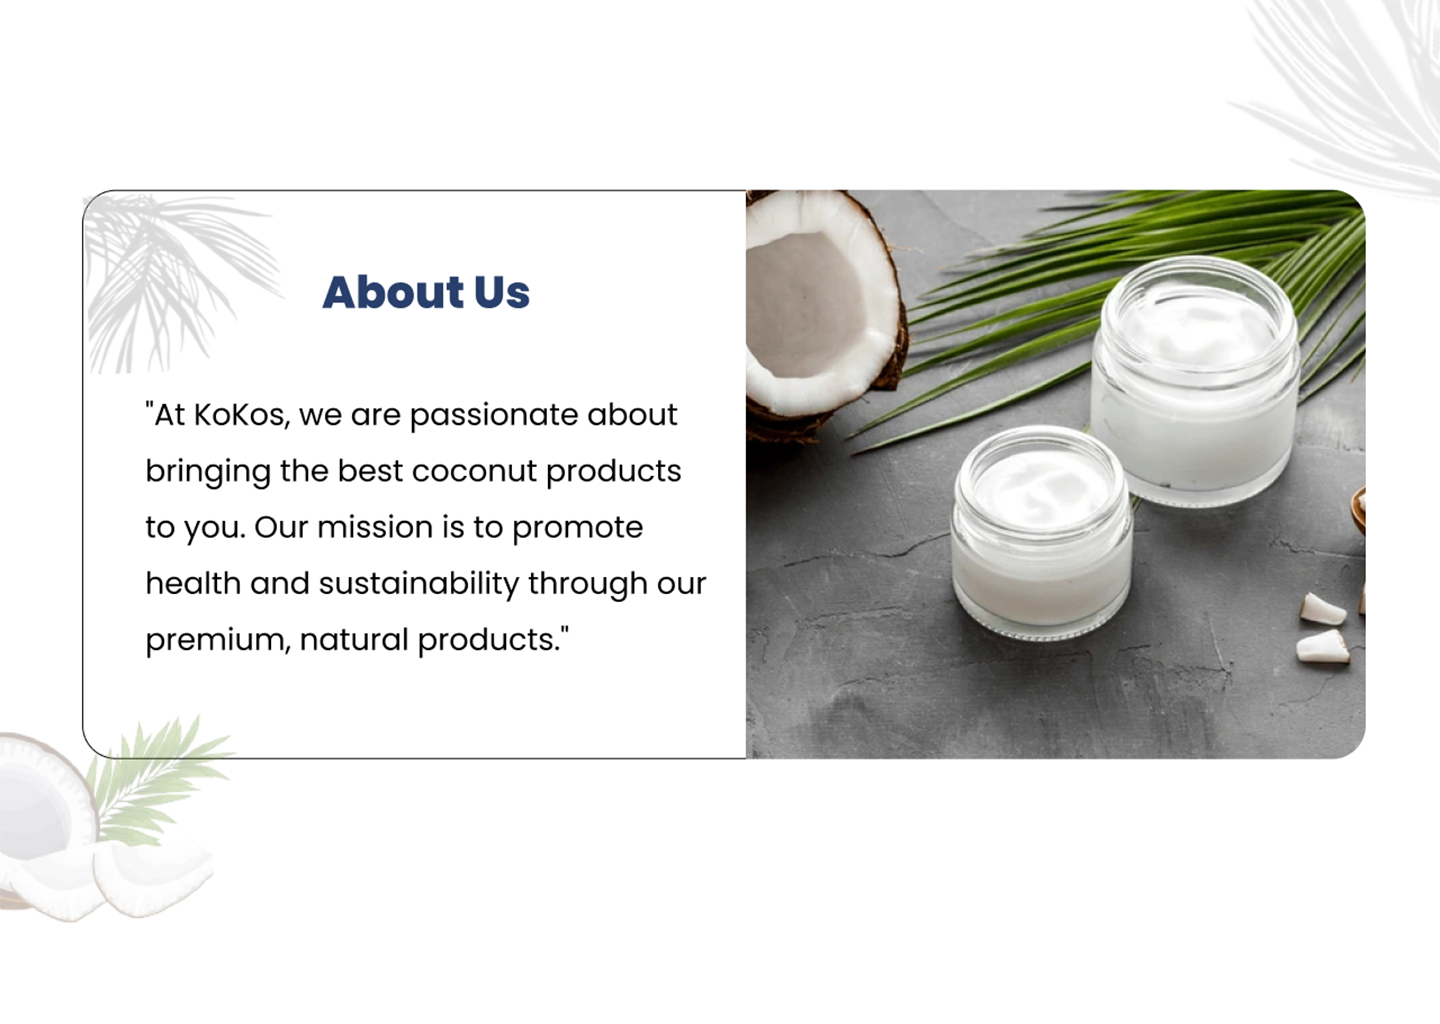 About Us
"At KoKos, we are passionate about
bringing the best coconut products
to you. Our mission is to promote
health and sustainability through our
premium, natural products."